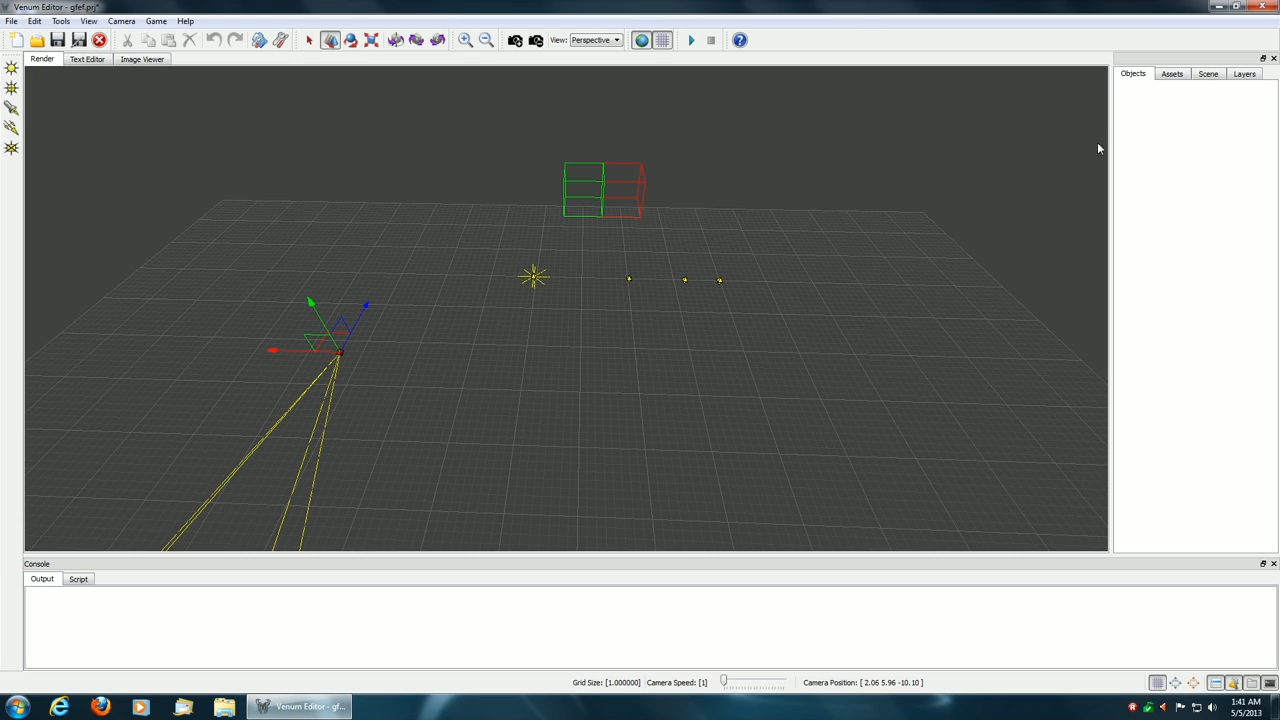 Venum Editor - gfef.prj*
File Edit Tools View Camera Game Help
View: Perspective
Render Text Editor Image Viewer
Objects Assets Scene Layers
Console
Output Script
Grid Size: [1.000000] Camera Speed: [1] Camera Position: [ 2.06 5.96 -10.10 ]
Venum Editor - gf...
1:41 AM
5/5/2013